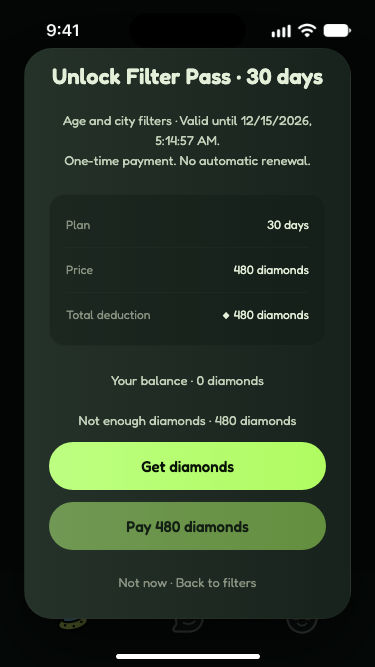 9:41
Unlock Filter Pass · 30 days
Age and city filters · Valid until 12/15/2026,
5:14:57 AM.
One-time payment. No automatic renewal.
Plan 30 days
Price 480 diamonds
Total deduction ◆ 480 diamonds
Your balance · 0 diamonds
Not enough diamonds · 480 diamonds
Get diamonds
Pay 480 diamonds
Not now · Back to filters